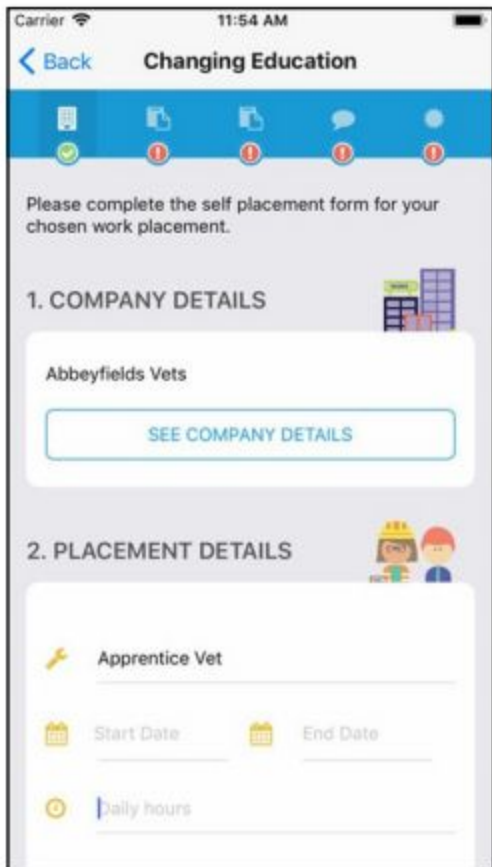 Carrier 11:54 AM
Back Changing Education
Please complete the self placement form for your
chosen work placement.
1. COMPANY DETAILS
Abbeyfields Vets
SEE COMPANY DETAILS
2. PLACEMENT DETAILS
Apprentice Vet
Start Date End Date
Daily hours